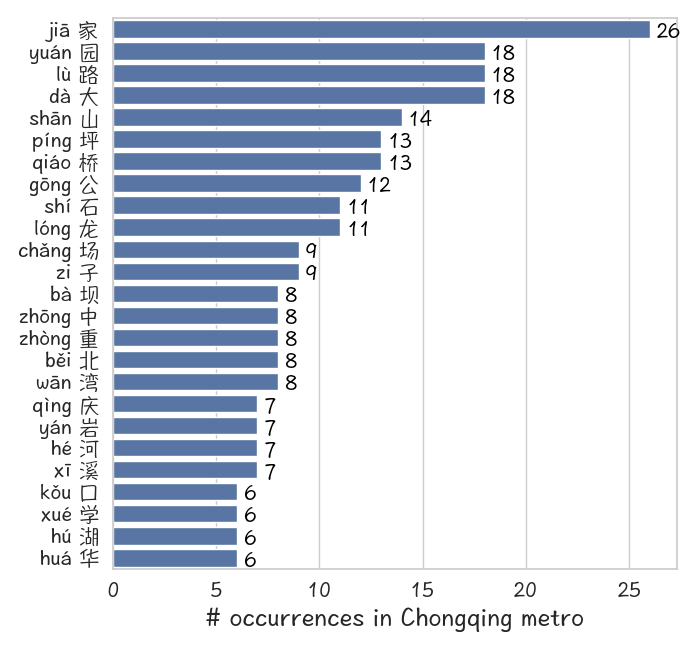 jiā 家 26
yuán 园 18
lù 路 18
dà 大 18
shān 山 14
píng 坪 13
qiáo 桥 13
gōng 公 12
shí 石 11
lóng 龙 11
chǎng 场 9
zi 子 9
bà 坝 8
zhōng 中 8
zhòng 重 8
běi 北 8
wān 湾 8
qìng 庆 7
yán 岩 7
hé 河 7
xī 溪 7
kǒu 口 6
xué 学 6
hú 湖 6
huá 华 6
0 5 10 15 20 25
# occurrences in Chongqing metro